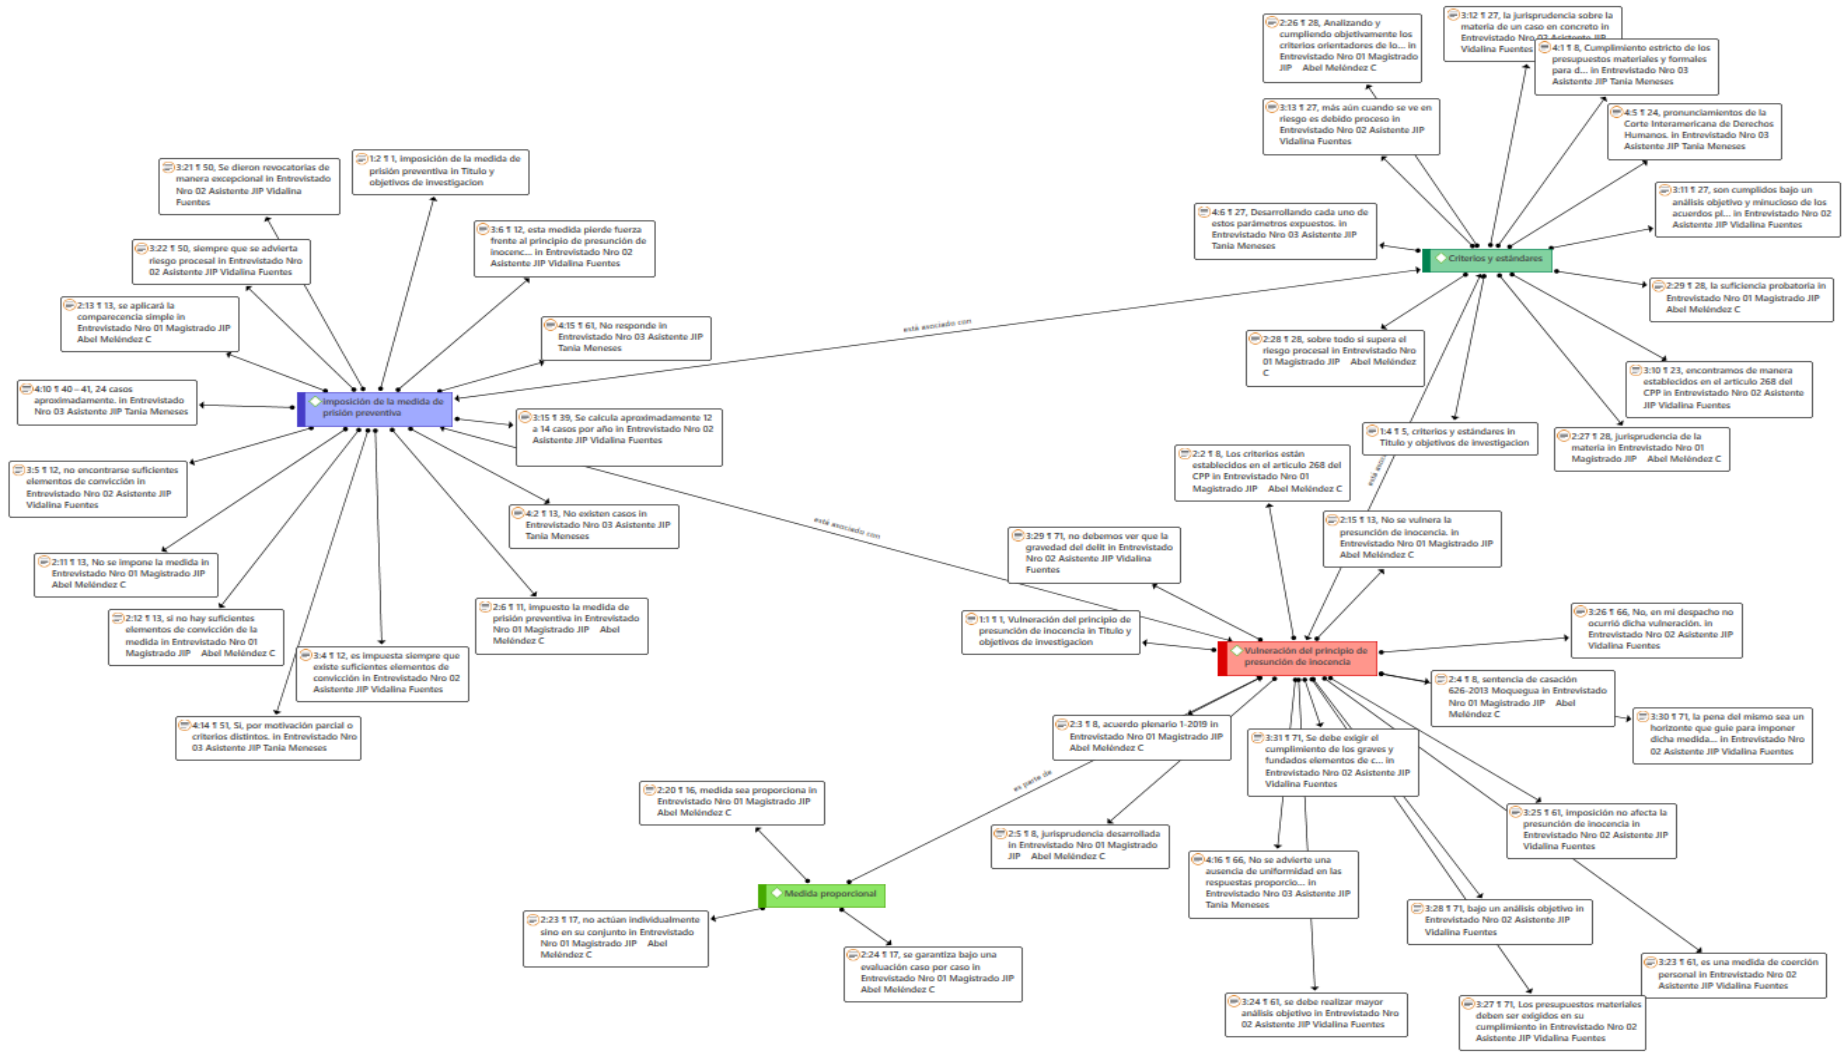 2:26 ¶ 28, Analizando y
cumpliendo objetivamente los
criterios orientadores de lo... in
Entrevistado Nro 01 Magistrado
JIP Abel Meléndez C
3:12 ¶ 27, la jurisprudencia sobre la
materia de un caso en concreto in
Entrevistado Nro 02 Asistente JIP
Vidalina Fuentes
4:1 ¶ 8, Cumplimiento estricto de los
presupuestos materiales y formales
para d... in Entrevistado Nro 03
Asistente JIP Tania Meneses
3:13 ¶ 27, más aún cuando se ve en
riesgo es debido proceso in
Entrevistado Nro 02 Asistente JIP
Vidalina Fuentes
4:5 ¶ 24, pronunciamientos de la
Corte Interamericana de Derechos
Humanos. in Entrevistado Nro 03
Asistente JIP Tania Meneses
3:11 ¶ 27, son cumplidos bajo un
análisis objetivo y minucioso de los
acuerdos pl... in Entrevistado Nro 02
Asistente JIP Vidalina Fuentes
4:6 ¶ 27, Desarrollando cada uno de
estos parámetros expuestos. in
Entrevistado Nro 03 Asistente JIP
Tania Meneses
Criterios y estándares
2:29 ¶ 28, la suficiencia probatoria in
Entrevistado Nro 01 Magistrado JIP
Abel Meléndez C
2:28 ¶ 28, sobre todo si supera el
riesgo procesal in Entrevistado Nro
01 Magistrado JIP Abel Meléndez
C
3:10 ¶ 23, encontramos de manera
establecidos en el articulo 268 del
CPP in Entrevistado Nro 02 Asistente
JIP Vidalina Fuentes
1:4 ¶ 5, criterios y estándares in
Titulo y objetivos de investigacion
2:27 ¶ 28, jurisprudencia de la
materia in Entrevistado Nro 01
Magistrado JIP Abel Meléndez C
3:21 ¶ 50, Se dieron revocatorias de
manera excepcional in Entrevistado
Nro 02 Asistente JIP Vidalina
Fuentes
1:2 ¶ 1, imposición de la medida de
prisión preventiva in Titulo y
objetivos de investigacion
3:22 ¶ 50, siempre que se advierta
riesgo procesal in Entrevistado Nro
02 Asistente JIP Vidalina Fuentes
3:6 ¶ 12, esta medida pierde fuerza
frente al principio de presunción de
inocenc... in Entrevistado Nro 02
Asistente JIP Vidalina Fuentes
2:13 ¶ 13, se aplicará la
comparecencia simple in
Entrevistado Nro 01 Magistrado JIP
Abel Meléndez C
4:15 ¶ 61, No responde in
Entrevistado Nro 03 Asistente JIP
Tania Meneses
está asociado con
4:10 ¶ 40 – 41, 24 casos
aproximadamente. in Entrevistado
Nro 03 Asistente JIP Tania Meneses
imposición de la medida de
prisión preventiva
3:15 ¶ 39, Se calcula aproximadamente 12
a 14 casos por año in Entrevistado Nro 02
Asistente JIP Vidalina Fuentes
3:5 ¶ 12, no encontrarse suficientes
elementos de convicción in
Entrevistado Nro 02 Asistente JIP
Vidalina Fuentes
4:2 ¶ 13, No existen casos in
Entrevistado Nro 03 Asistente JIP
Tania Meneses
está asociado con
2:11 ¶ 13, No se impone la medida in
Entrevistado Nro 01 Magistrado JIP
Abel Meléndez C
2:12 ¶ 13, si no hay suficientes
elementos de convicción de la
medida in Entrevistado Nro 01
Magistrado JIP Abel Meléndez C
2:6 ¶ 11, impuesto la medida de
prisión preventiva in Entrevistado
Nro 01 Magistrado JIP Abel
Meléndez C
3:4 ¶ 12, es impuesta siempre que
existe suficientes elementos de
convicción in Entrevistado Nro 02
Asistente JIP Vidalina Fuentes
4:14 ¶ 51, Si, por motivación parcial o
criterios distintos. in Entrevistado Nro
03 Asistente JIP Tania Meneses
2:2 ¶ 8, Los criterios están
establecidos en el articulo 268 del
CPP in Entrevistado Nro 01
Magistrado JIP Abel Meléndez C
está
2:15 ¶ 13, No se vulnera la
presunción de inocencia. in
Entrevistado Nro 01 Magistrado JIP
Abel Meléndez C
3:29 ¶ 71, no debemos ver que la
gravedad del delit in Entrevistado
Nro 02 Asistente JIP Vidalina
Fuentes
1:1 ¶ 1, Vulneración del principio de
presunción de inocencia in Titulo y
objetivos de investigacion
3:26 ¶ 66, No, en mi despacho no
ocurrió dicha vulneración. in
Entrevistado Nro 02 Asistente JIP
Vidalina Fuentes
Vulneración del principio de
presunción de inocencia
2:4 ¶ 8, sentencia de casación
626-2013 Moquegua in Entrevistado
Nro 01 Magistrado JIP Abel
Meléndez C
3:30 ¶ 71, la pena del mismo sea un
horizonte que guie para imponer
dicha medida... in Entrevistado Nro
02 Asistente JIP Vidalina Fuentes
2:3 ¶ 8, acuerdo plenario 1-2019 in
Entrevistado Nro 01 Magistrado JIP
Abel Meléndez C
3:31 ¶ 71, Se debe exigir el
cumplimiento de los graves y
fundados elementos de c... in
Entrevistado Nro 02 Asistente JIP
Vidalina Fuentes
es parte de
2:20 ¶ 16, medida sea proporciona in
Entrevistado Nro 01 Magistrado JIP
Abel Meléndez C
2:5 ¶ 8, jurisprudencia desarrollada
in Entrevistado Nro 01 Magistrado
JIP Abel Meléndez C
3:25 ¶ 61, imposición no afecta la
presunción de inocencia in
Entrevistado Nro 02 Asistente JIP
Vidalina Fuentes
4:16 ¶ 66, No se advierte una
ausencia de uniformidad en las
respuestas proporcio... in
Entrevistado Nro 03 Asistente JIP
Tania Meneses
Medida proporcional
3:28 ¶ 71, bajo un análisis objetivo in
Entrevistado Nro 02 Asistente JIP
Vidalina Fuentes
2:23 ¶ 17, no actúan individualmente
sino en su conjunto in Entrevistado
Nro 01 Magistrado JIP Abel
Meléndez C
2:24 ¶ 17, se garantiza bajo una
evaluación caso por caso in
Entrevistado Nro 01 Magistrado JIP
Abel Meléndez C
3:23 ¶ 61, es una medida de coerción
personal in Entrevistado Nro 02
Asistente JIP Vidalina Fuentes
3:24 ¶ 61, se debe realizar mayor
análisis objetivo in Entrevistado Nro
02 Asistente JIP Vidalina Fuentes
3:27 ¶ 71, Los presupuestos materiales
deben ser exigidos en su
cumplimiento in Entrevistado Nro 02
Asistente JIP Vidalina Fuentes